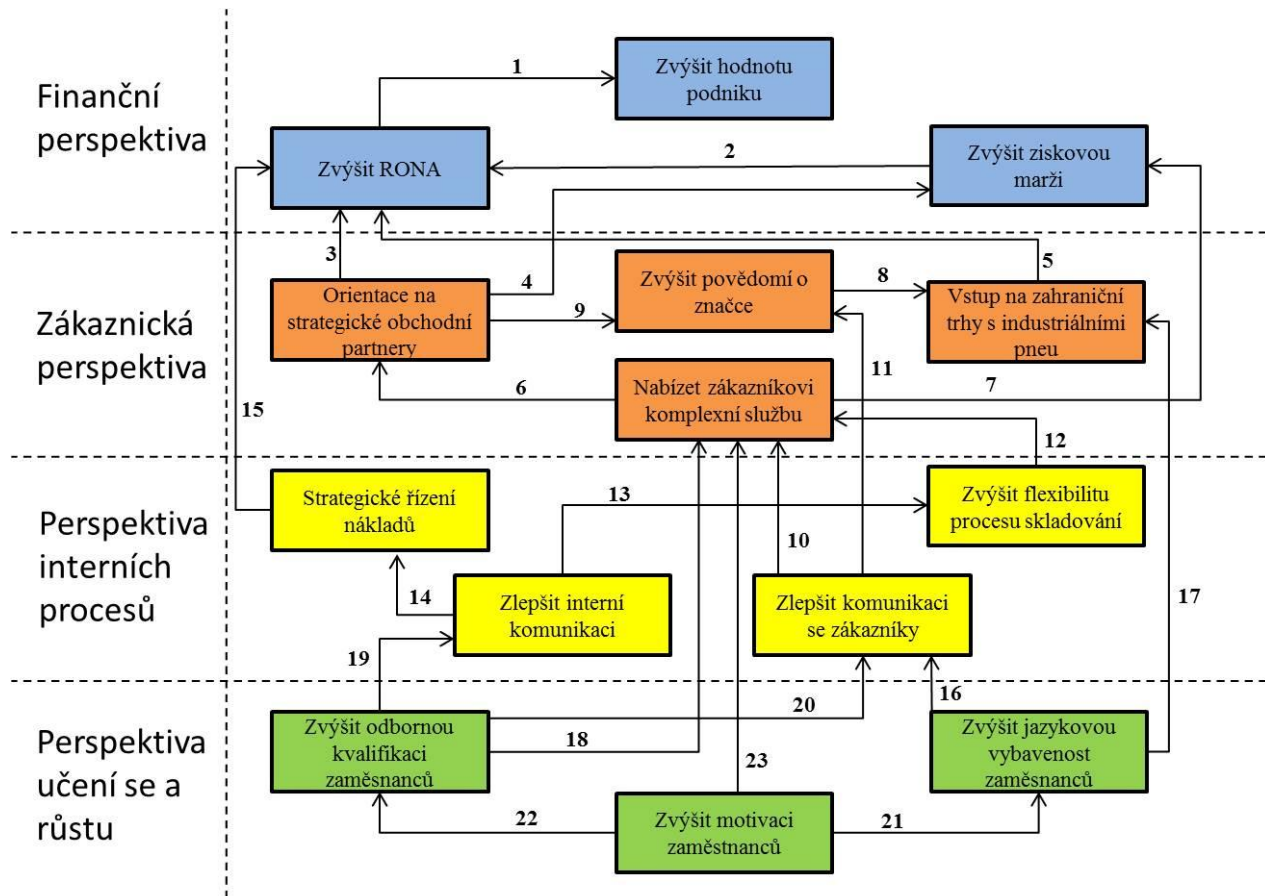 Finanční
perspektiva
1
Zvýšit hodnotu
podniku
Zvýšit RONA
2
Zvýšit ziskovou
marži
Zákaznická
perspektiva
3
4
5
Orientace na
strategické obchodní
partnery
9
Zvýšit povědomí o
značce
8
Vstup na zahraniční
trhy s industriálními
pneu
6
Nabízet zákazníkovi
komplexní službu
7
11
15
12
Perspektiva
interních
procesů
Strategické řízení
nákladů
13
Zvýšit flexibilitu
procesu skladování
10
14
Zlepšit interní
komunikaci
Zlepšit komunikaci
se zákazníky
17
19
16
Perspektiva
učení se a
růstu
Zvýšit odbornou
kvalifikaci
zaměsnanců
20
18
Zvýšit jazykovou
vybavenost
zaměsnanců
23
22
Zvýšit motivaci
zaměstnanců
21